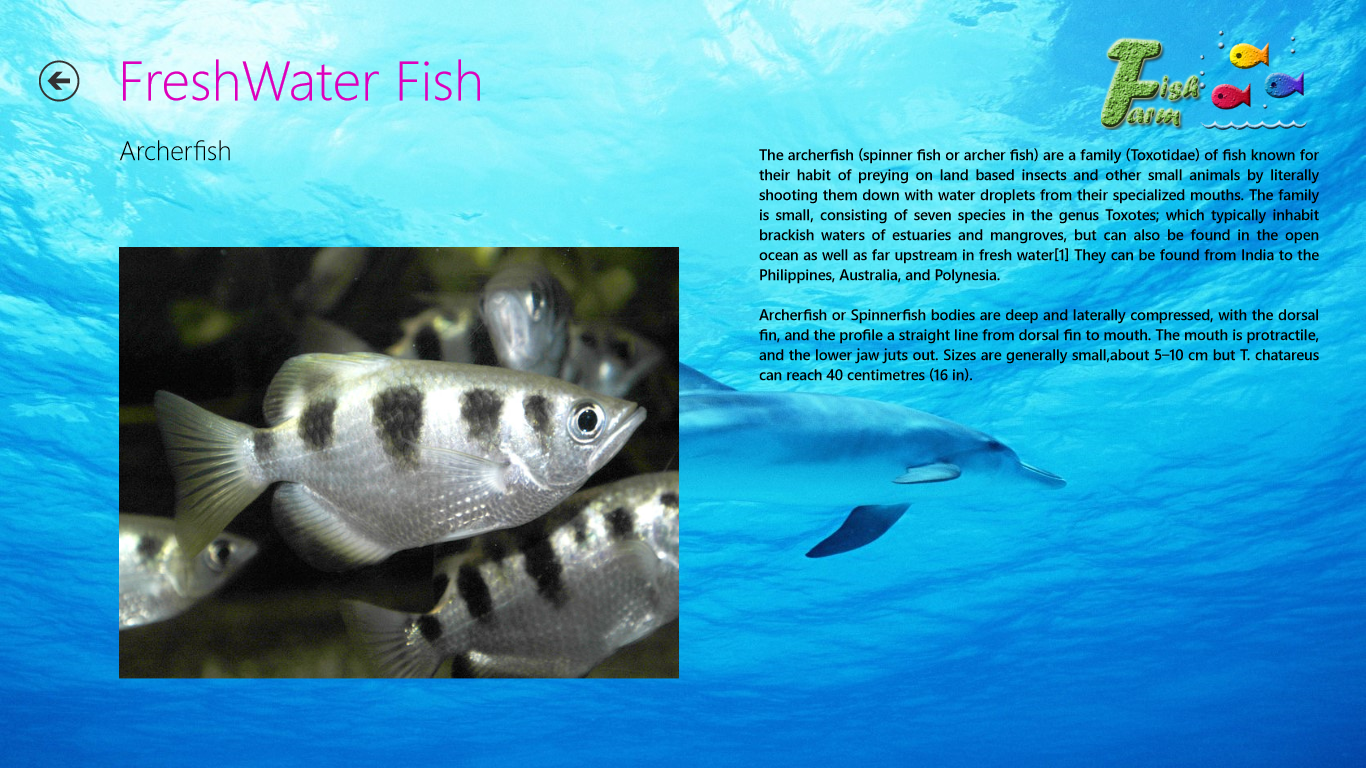 FreshWater Fish
Fish
Farm
Archerfish
The archerfish (spinner fish or archer fish) are a family (Toxotidae) of fish known for
their habit of preying on land based insects and other small animals by literally
shooting them down with water droplets from their specialized mouths. The family
is small, consisting of seven species in the genus Toxotes; which typically inhabit
brackish waters of estuaries and mangroves, but can also be found in the open
ocean as well as far upstream in fresh water[1] They can be found from India to the
Philippines, Australia, and Polynesia.
Archerfish or Spinnerfish bodies are deep and laterally compressed, with the dorsal
fin, and the profile a straight line from dorsal fin to mouth. The mouth is protractile,
and the lower jaw juts out. Sizes are generally small,about 5–10 cm but T. chatareus
can reach 40 centimetres (16 in).